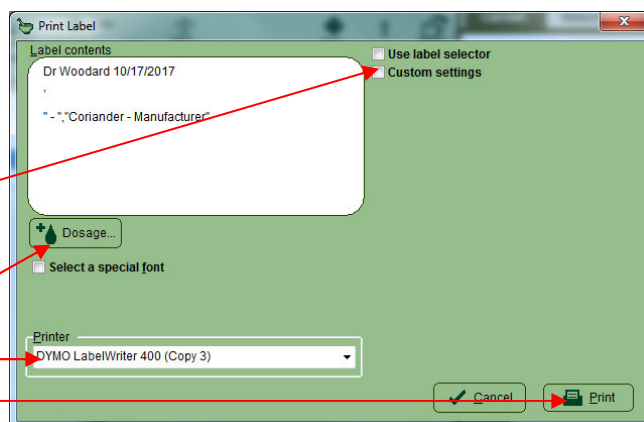 Print Label
Label contents
Use label selector
Custom settings
Dr Woodard 10/17/2017
,
" - ","Coriander - Manufacturer"
Dosage...
Select a special font
Printer
DYMO LabelWriter 400 (Copy 3)
Cancel
Print